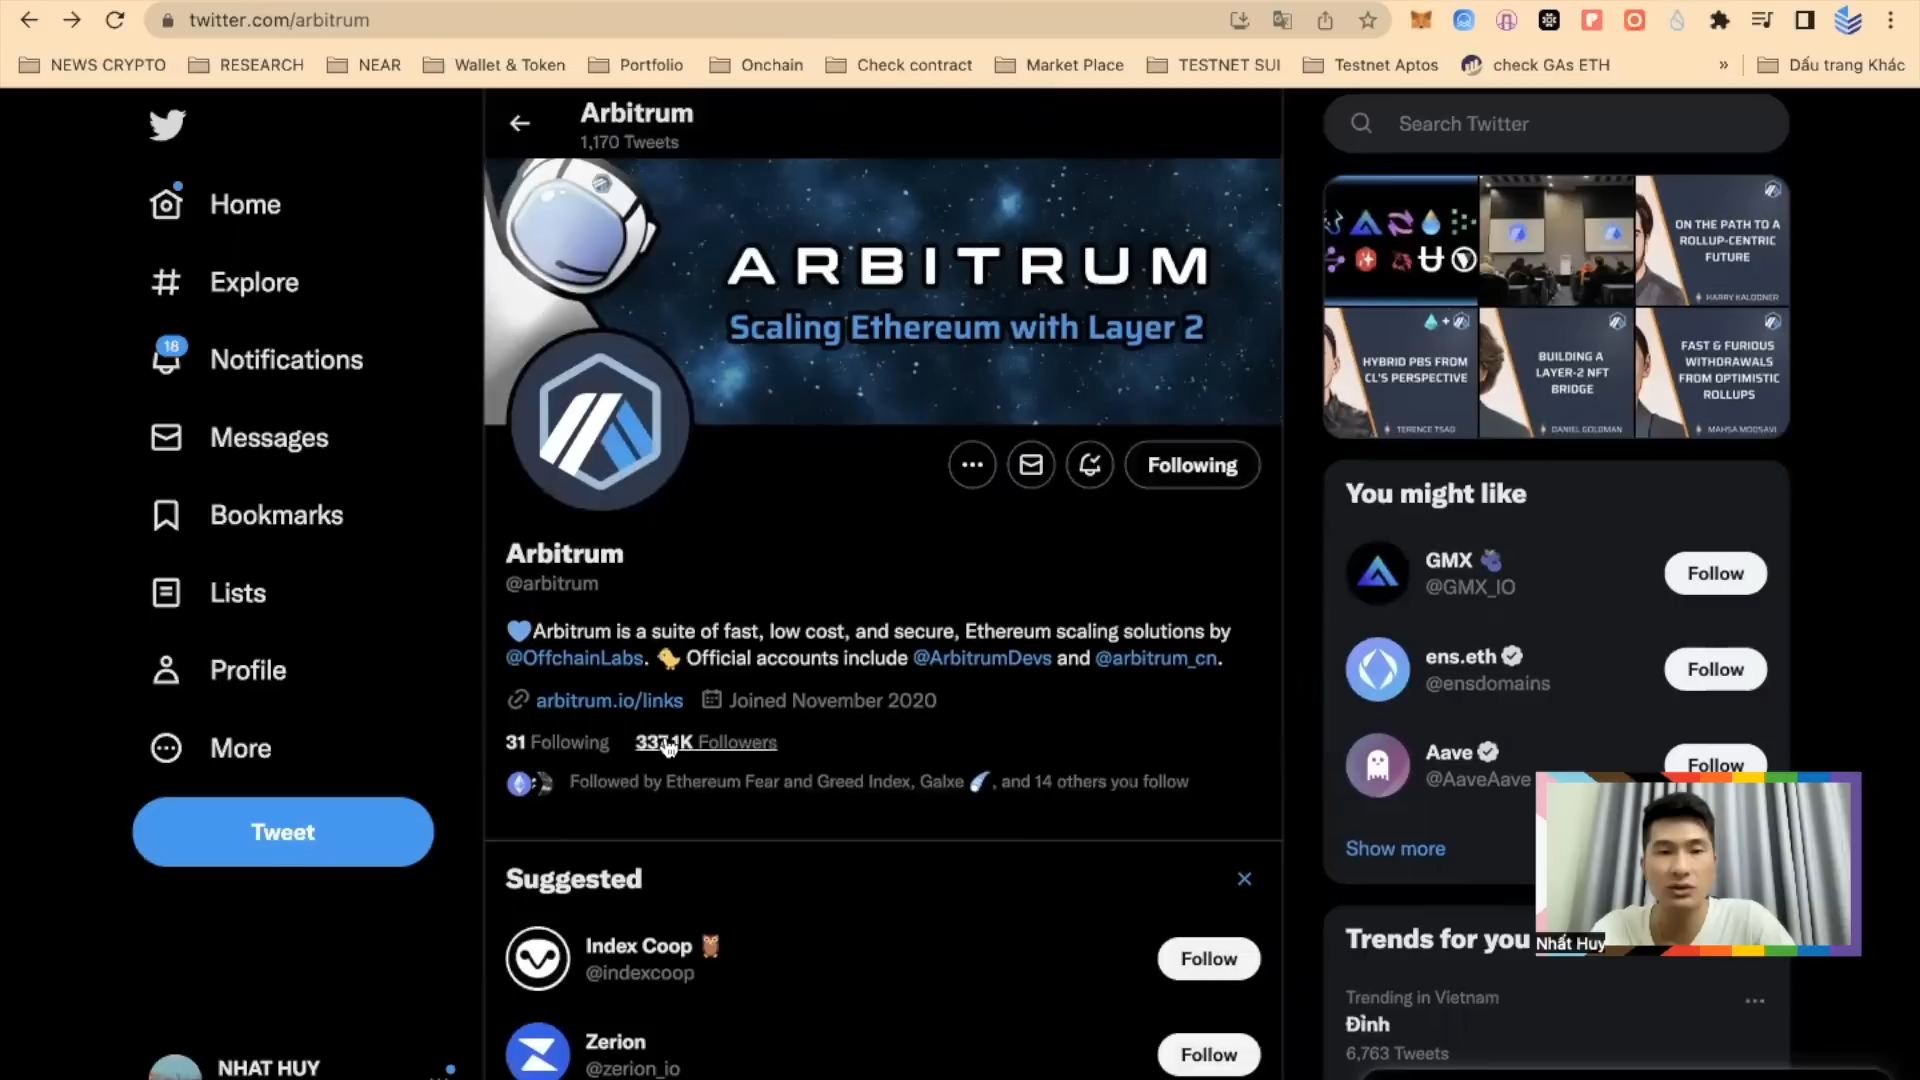 twitter.com/arbitrum
NEWS CRYPTO
RESEARCH
NEAR
Wallet & Token
Portfolio
Onchain
Check contract
Market Place
TESTNET SUI
Testnet Aptos
check GAs ETH
»
Dấu trang Khác
Home
Explore
18
Notifications
Messages
Bookmarks
Lists
Profile
More
Tweet
NHAT HUY
Arbitrum
1,170 Tweets
ARBITRUM
Scaling Ethereum with Layer 2
Following
Arbitrum
@arbitrum
💙Arbitrum is a suite of fast, low cost, and secure, Ethereum scaling solutions by
@OffchainLabs. 🐤 Official accounts include @ArbitrumDevs and @arbitrum_cn.
arbitrum.io/links Joined November 2020
31 Following 337.1K Followers
Followed by Ethereum Fear and Greed Index, Galxe, and 14 others you follow
Suggested
Index Coop 🦉
@indexcoop
Follow
Zerion
@zerion_io
Follow
Search Twitter
ON THE PATH TO A
ROLLUP-CENTRIC
FUTURE
HARRY KALODNER
HYBRID PBS FROM
CL'S PERSPECTIVE
TERENCE TSAO
BUILDING A
LAYER-2 NFT
BRIDGE
DANIEL GOLDMAN
FAST & FURIOUS
WITHDRAWALS
FROM OPTIMISTIC
ROLLUPS
MAHSA MOOSAVI
You might like
GMX 🫐
@GMX_IO
Follow
ens.eth
@ensdomains
Follow
Aave
@AaveAave
Follow
Show more
Trends for you
Nhất Huy
Trending in Vietnam
Đỉnh
6,763 Tweets